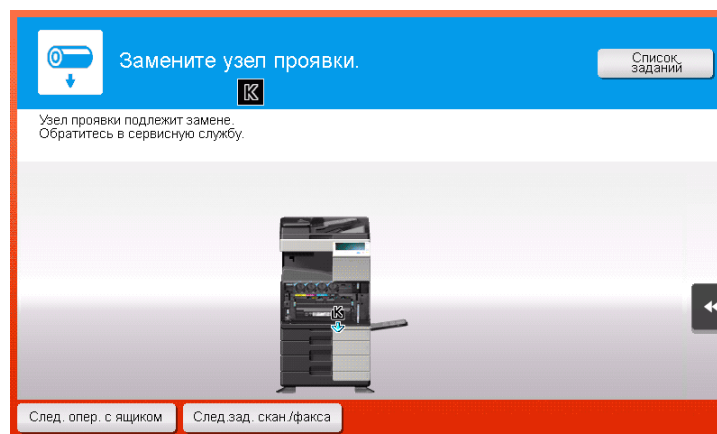 Замените узел проявки.
Список
заданий
K
Узел проявки подлежит замене.
Обратитесь в сервисную службу.
K
След. опер. с ящиком
След.зад. скан./факса